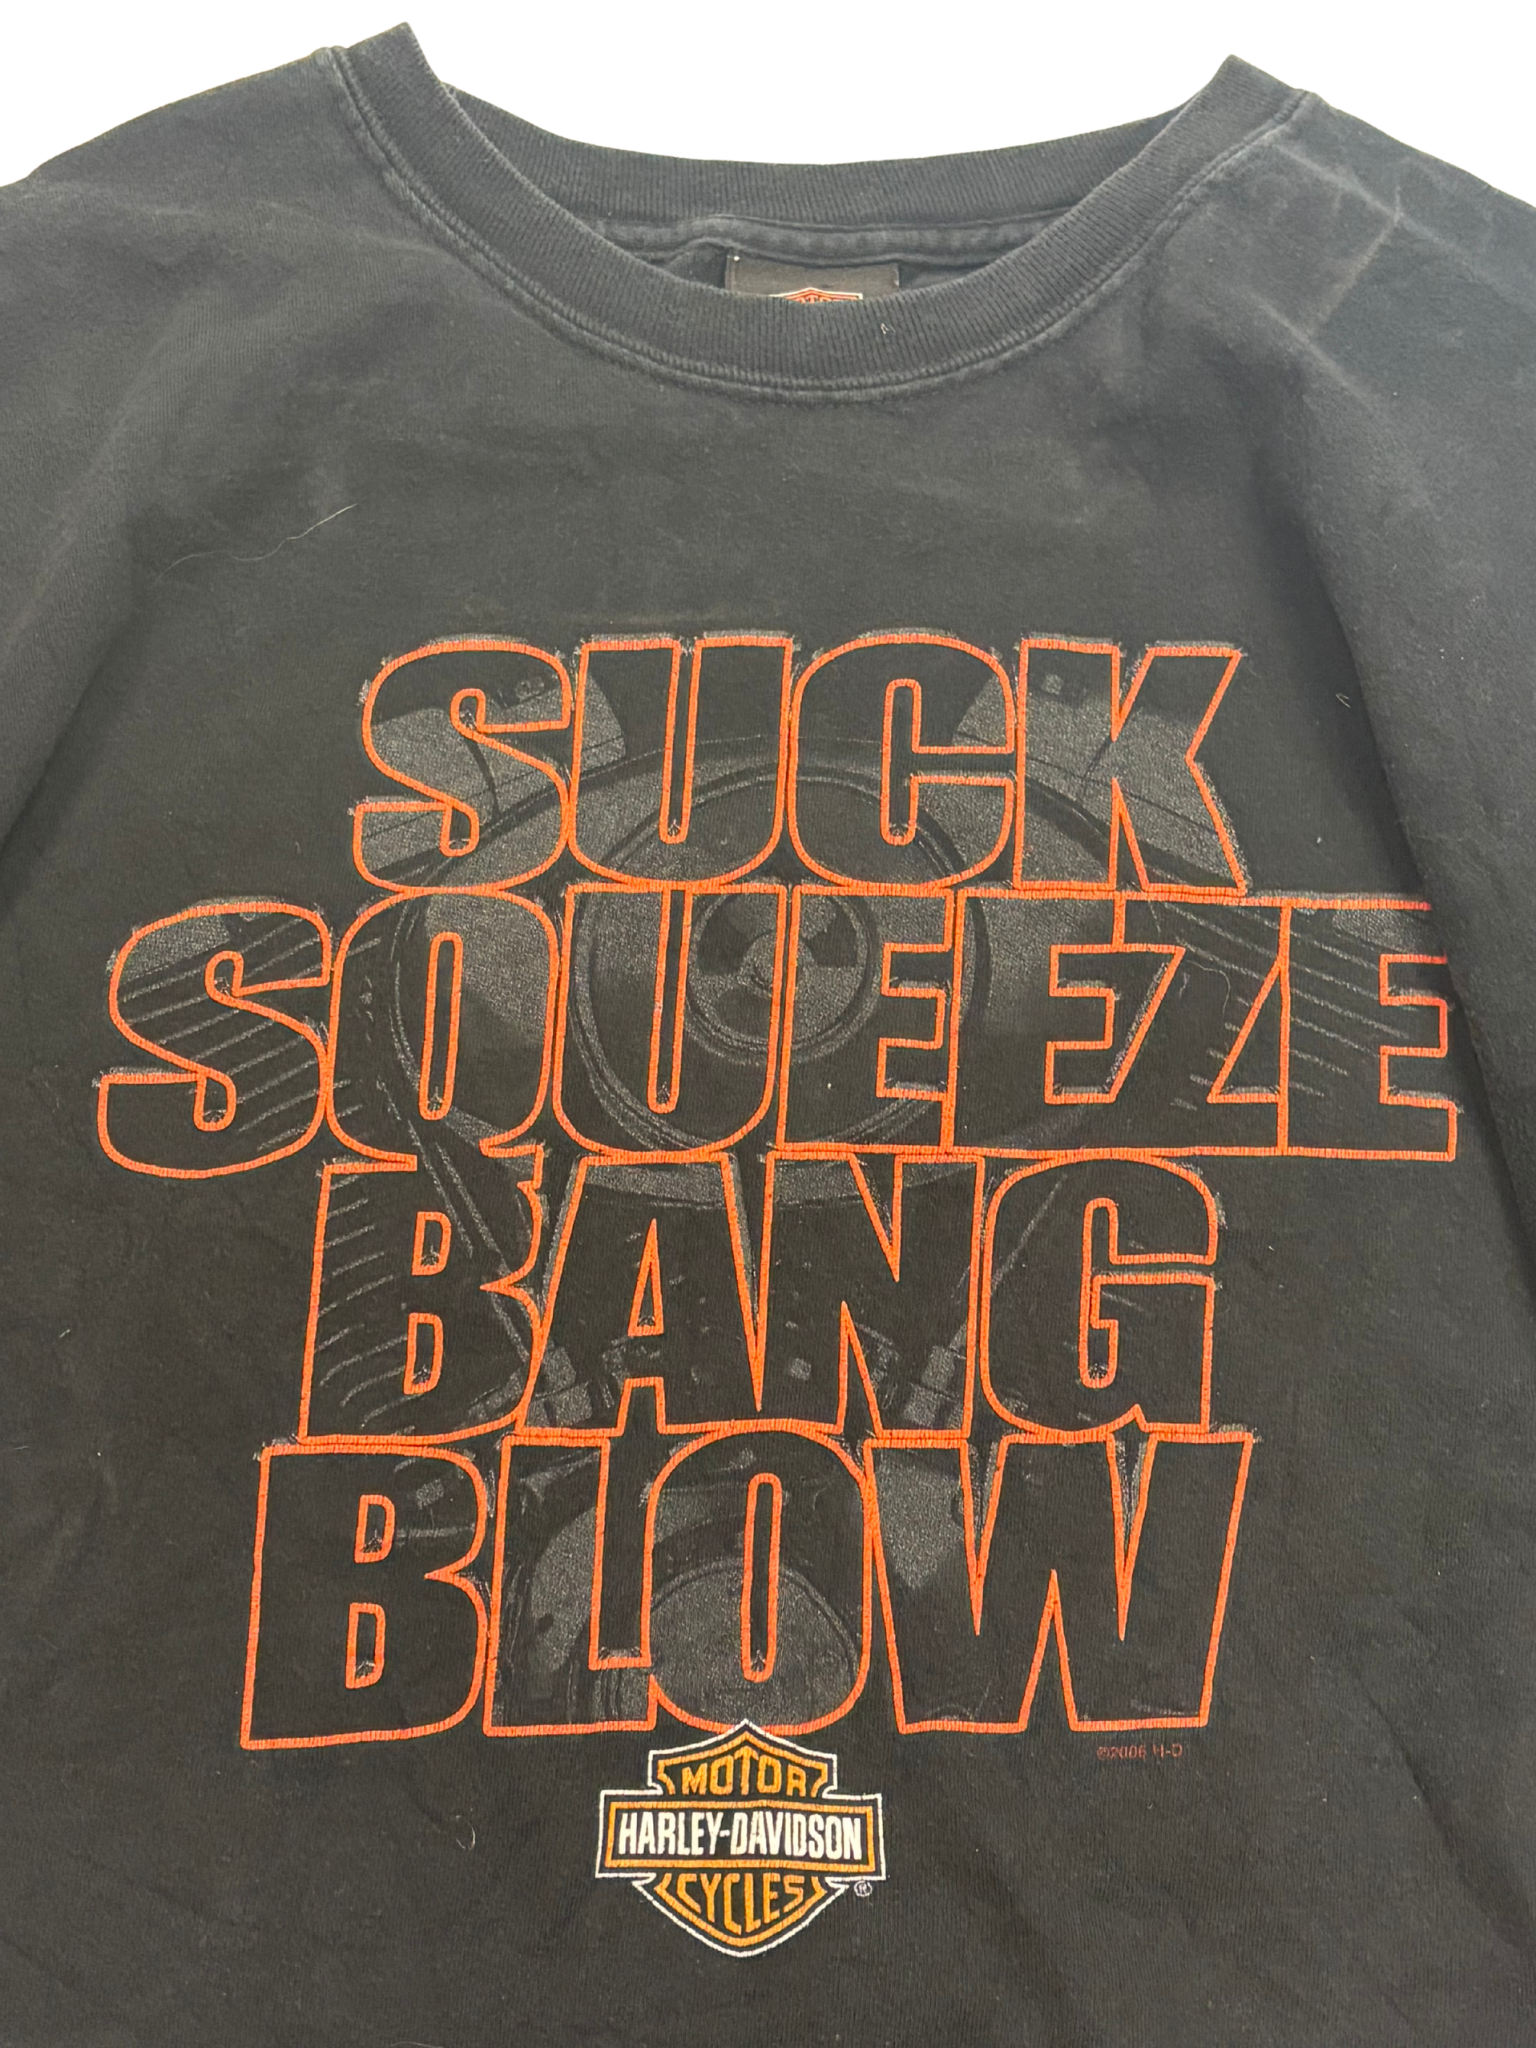 SUCK
SQUEEZE
BANG
BLOW
©2006 H-D
MOTOR
HARLEY-DAVIDSON
CYCLES
®